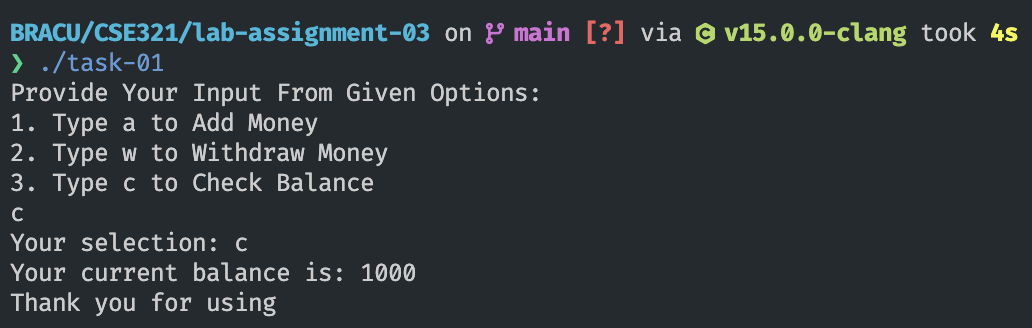 BRACU/CSE321/lab-assignment-03 on main [?] via C v15.0.0-clang took 4s
❯ ./task-01
Provide Your Input From Given Options:
1. Type a to Add Money
2. Type w to Withdraw Money
3. Type c to Check Balance
c
Your selection: c
Your current balance is: 1000
Thank you for using